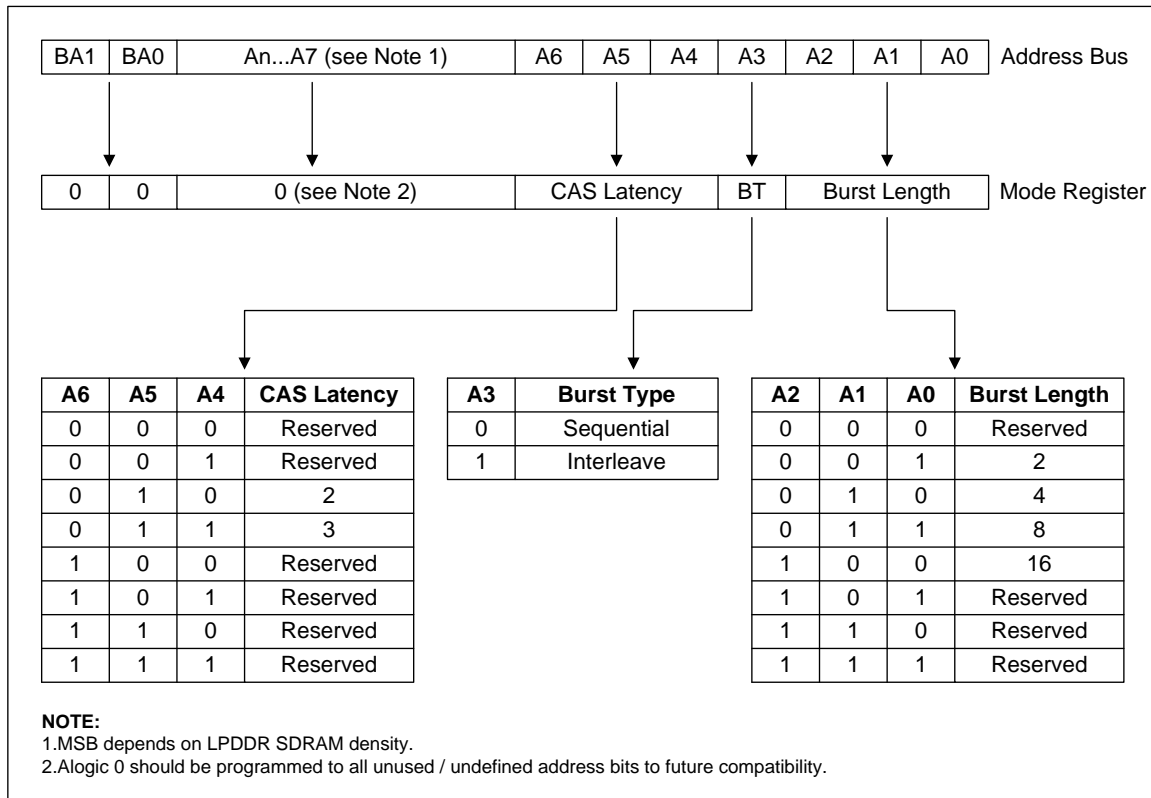 BA1 BA0 An...A7 (see Note 1) A6 A5 A4 A3 A2 A1 A0 Address Bus
0 0 0 (see Note 2) CAS Latency BT Burst Length Mode Register
A6 A5 A4 CAS Latency
0 0 0 Reserved
0 0 1 Reserved
0 1 0 2
0 1 1 3
1 0 0 Reserved
1 0 1 Reserved
1 1 0 Reserved
1 1 1 Reserved
A3 Burst Type
0 Sequential
1 Interleave
A2 A1 A0 Burst Length
0 0 0 Reserved
0 0 1 2
0 1 0 4
0 1 1 8
1 0 0 16
1 0 1 Reserved
1 1 0 Reserved
1 1 1 Reserved
NOTE:
1.MSB depends on LPDDR SDRAM density.
2.Alogic 0 should be programmed to all unused / undefined address bits to future compatibility.